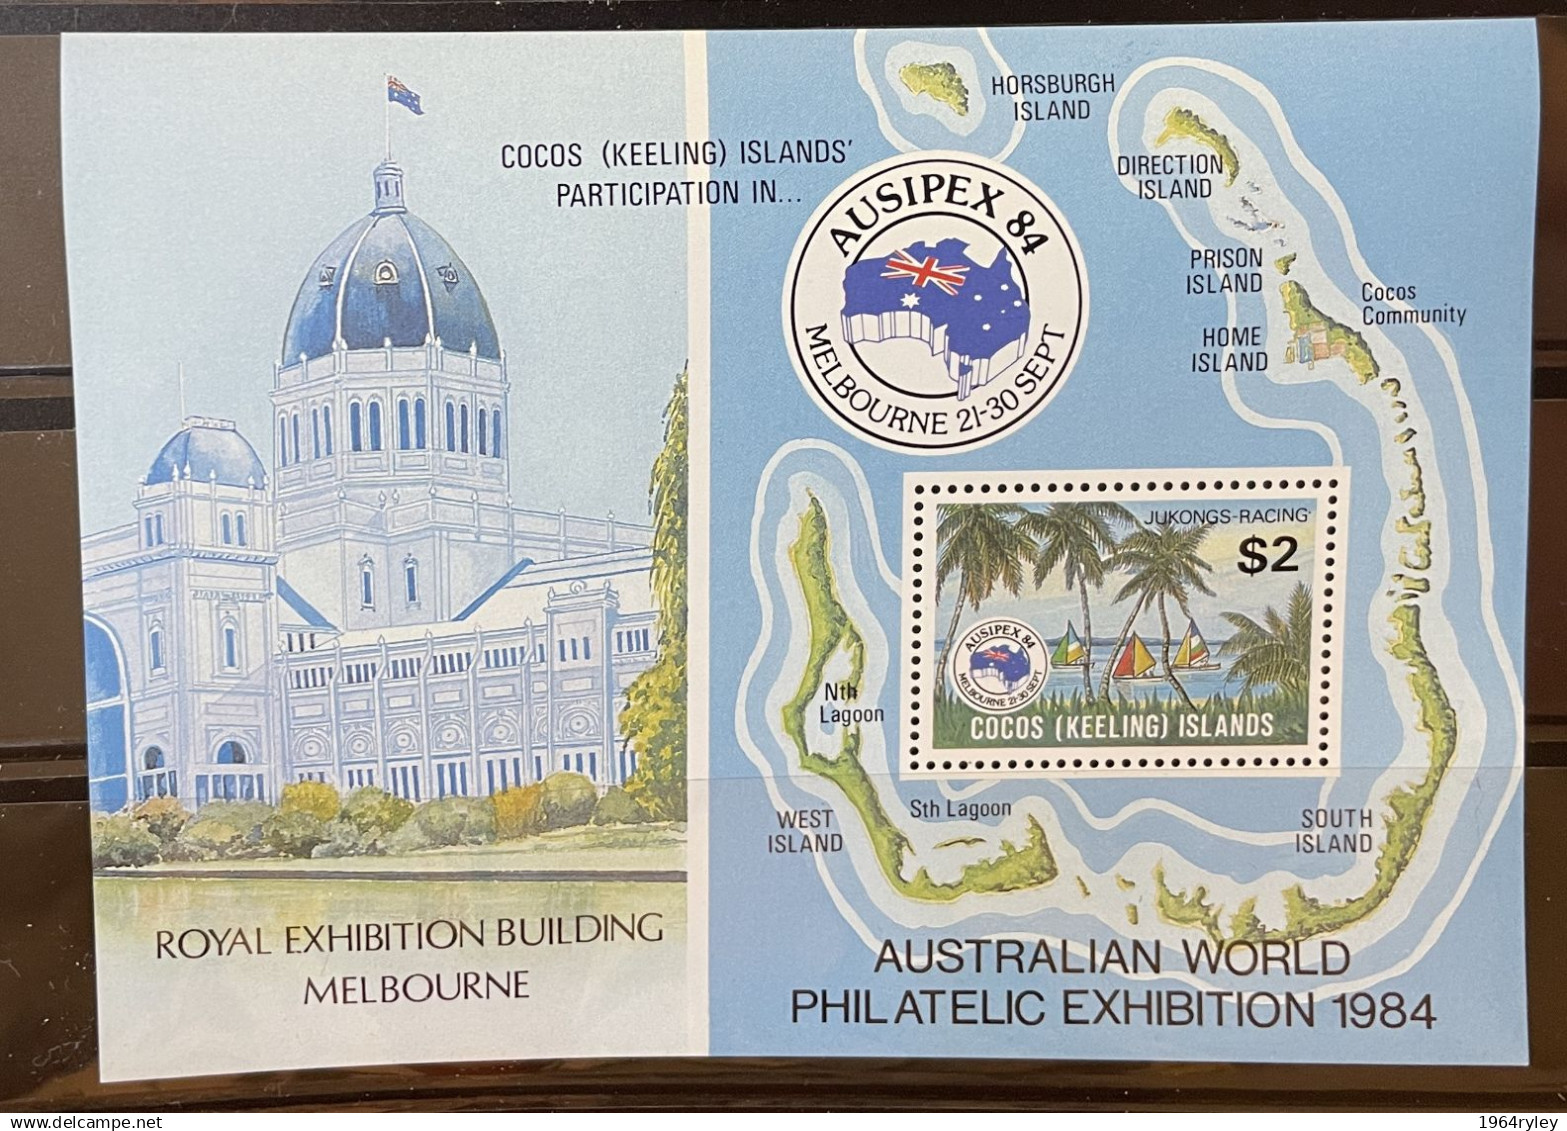 COCOS (KEELING) ISLANDS'
PARTICIPATION IN...
AUSIPEX 84
MELBOURNE 21-30 SEPT
HORSBURGH
ISLAND
DIRECTION
ISLAND
PRISON
ISLAND
Cocos
Community
HOME
ISLAND
JUKONGS-RACING
$2
AUSIPEX 84
MELBOURNE 21-30 SEPT
COCOS (KEELING) ISLANDS
Nth
Lagoon
Sth Lagoon
WEST
ISLAND
SOUTH
ISLAND
ROYAL EXHIBITION BUILDING
MELBOURNE
AUSTRALIAN WORLD
PHILATELIC EXHIBITION 1984
delcampe.net
1964ryley